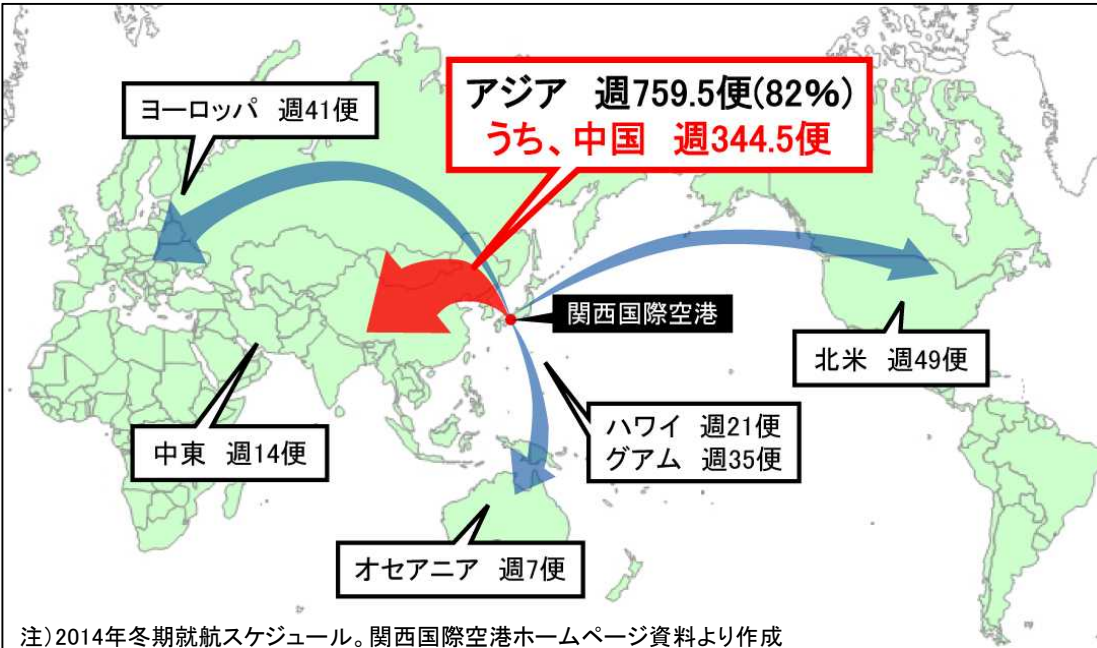 ヨーロッパ 週41便
アジア 週759.5便(82%)
うち、中国 週344.5便
関西国際空港
北米 週49便
中東 週14便
ハワイ 週21便
グアム 週35便
オセアニア 週7便
注)2014年冬期就航スケジュール。関西国際空港ホームページ資料より作成